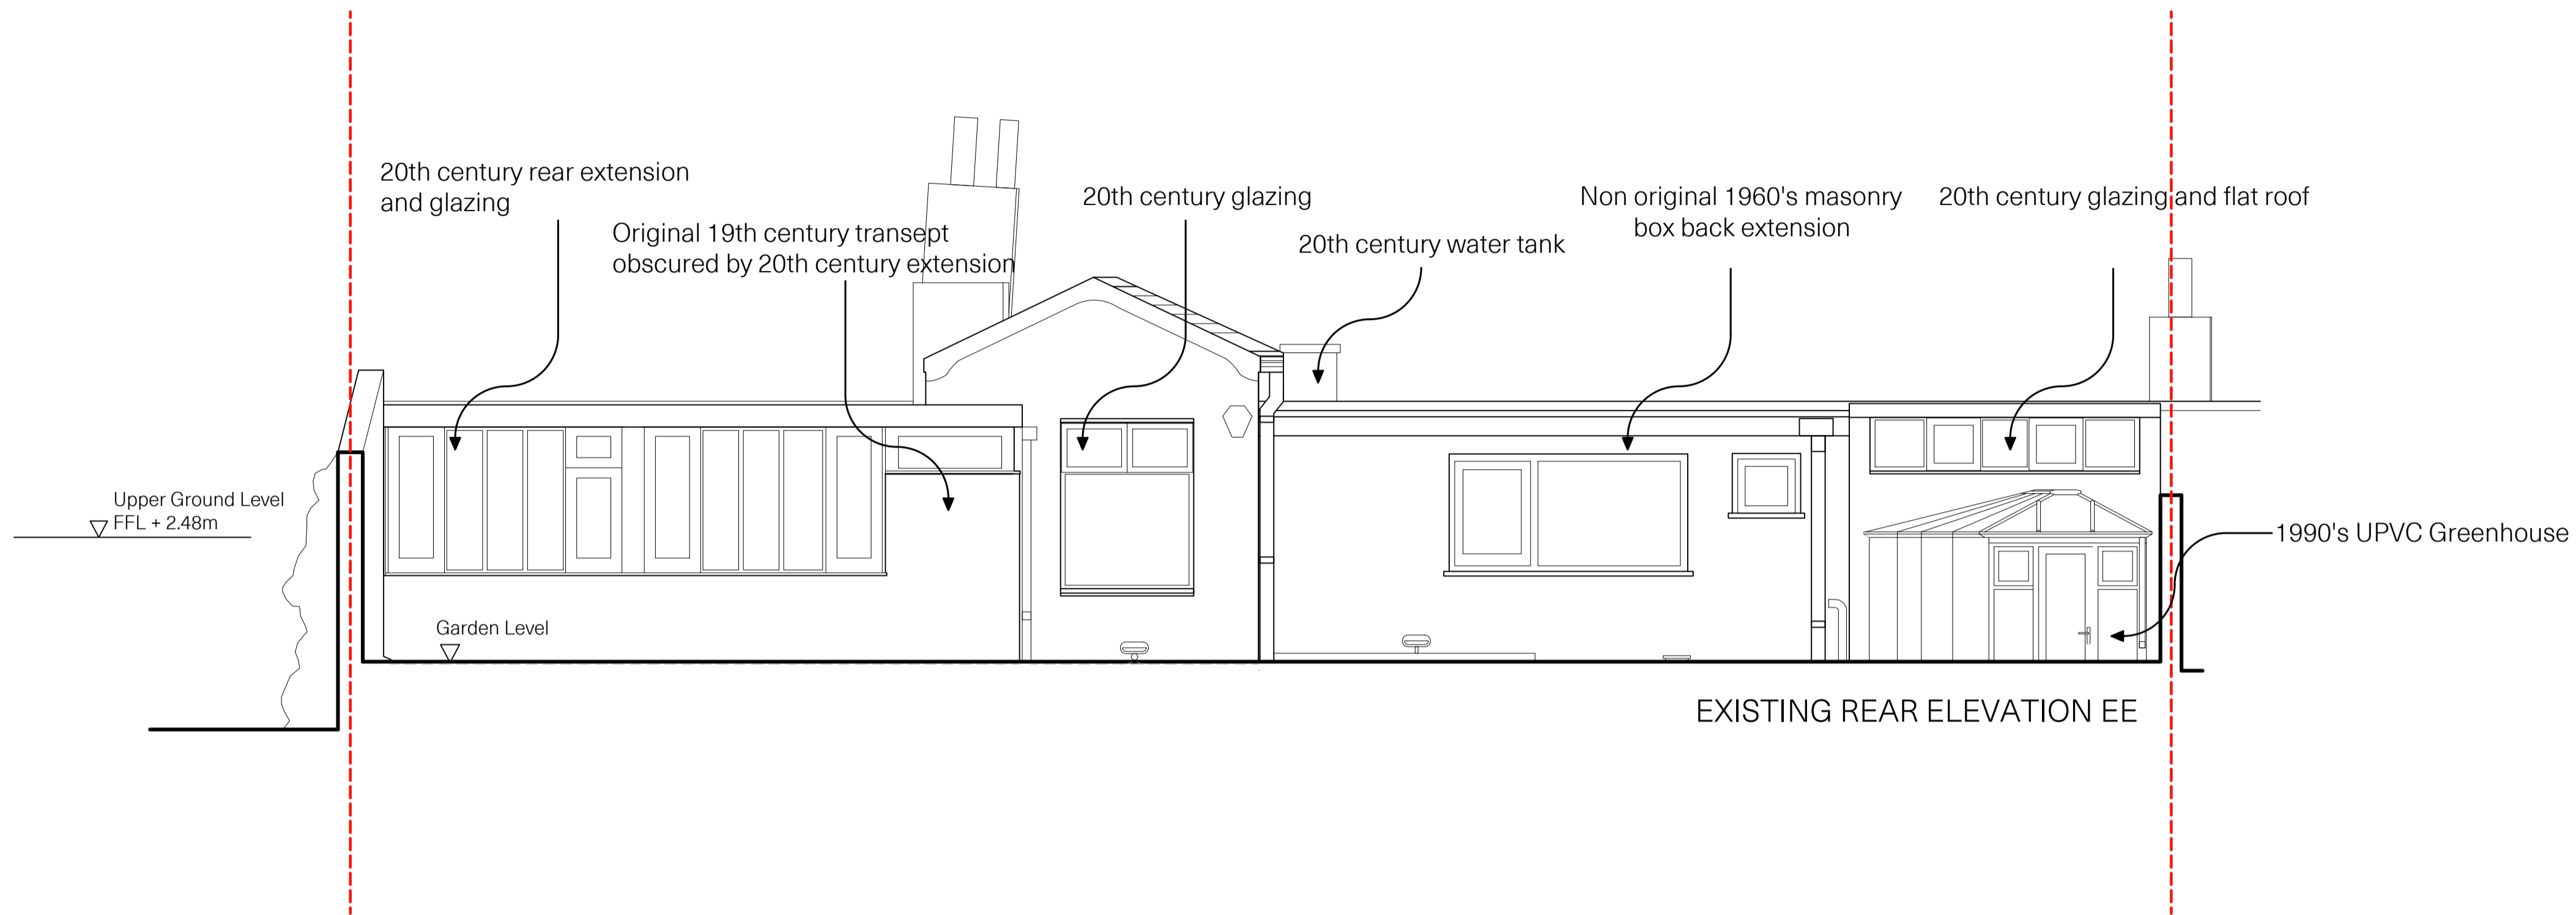 20th century rear extension
and glazing
Original 19th century transept
obscured by 20th century extension
20th century glazing
20th century water tank
Non original 1960's masonry
box back extension
20th century glazing and flat roof
Upper Ground Level
FFL + 2.48m
1990's UPVC Greenhouse
Garden Level
EXISTING REAR ELEVATION EE